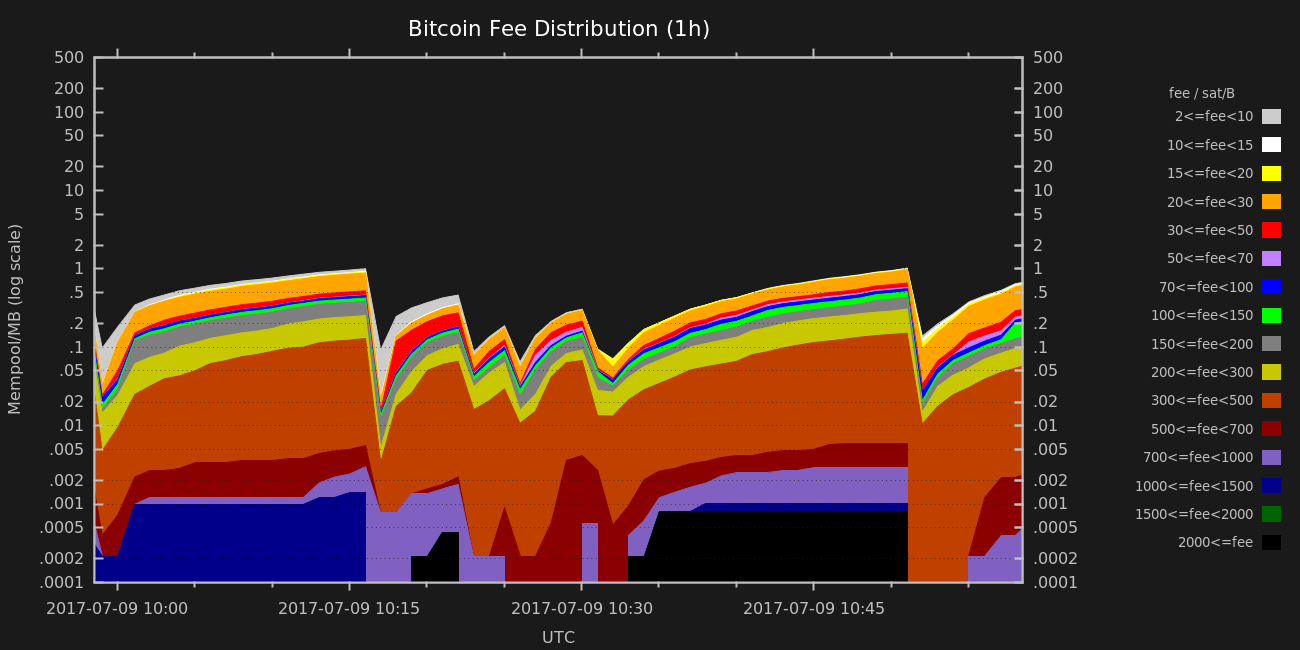 Bitcoin Fee Distribution (1h)
500 500
200 200
100 100
50 50
20 20
10 10
5 5
2 2
1 1
.5 .5
.2 .2
.1 .1
.05 .05
.02 .02
.01 .01
.005 .005
.002 .002
.001 .001
.0005 .0005
.0002 .0002
.0001 .0001
Mempool/MB (log scale)
2017-07-09 10:00 2017-07-09 10:15 2017-07-09 10:30 2017-07-09 10:45
UTC
fee / sat/B
2<=fee<10
10<=fee<15
15<=fee<20
20<=fee<30
30<=fee<50
50<=fee<70
70<=fee<100
100<=fee<150
150<=fee<200
200<=fee<300
300<=fee<500
500<=fee<700
700<=fee<1000
1000<=fee<1500
1500<=fee<2000
2000<=fee